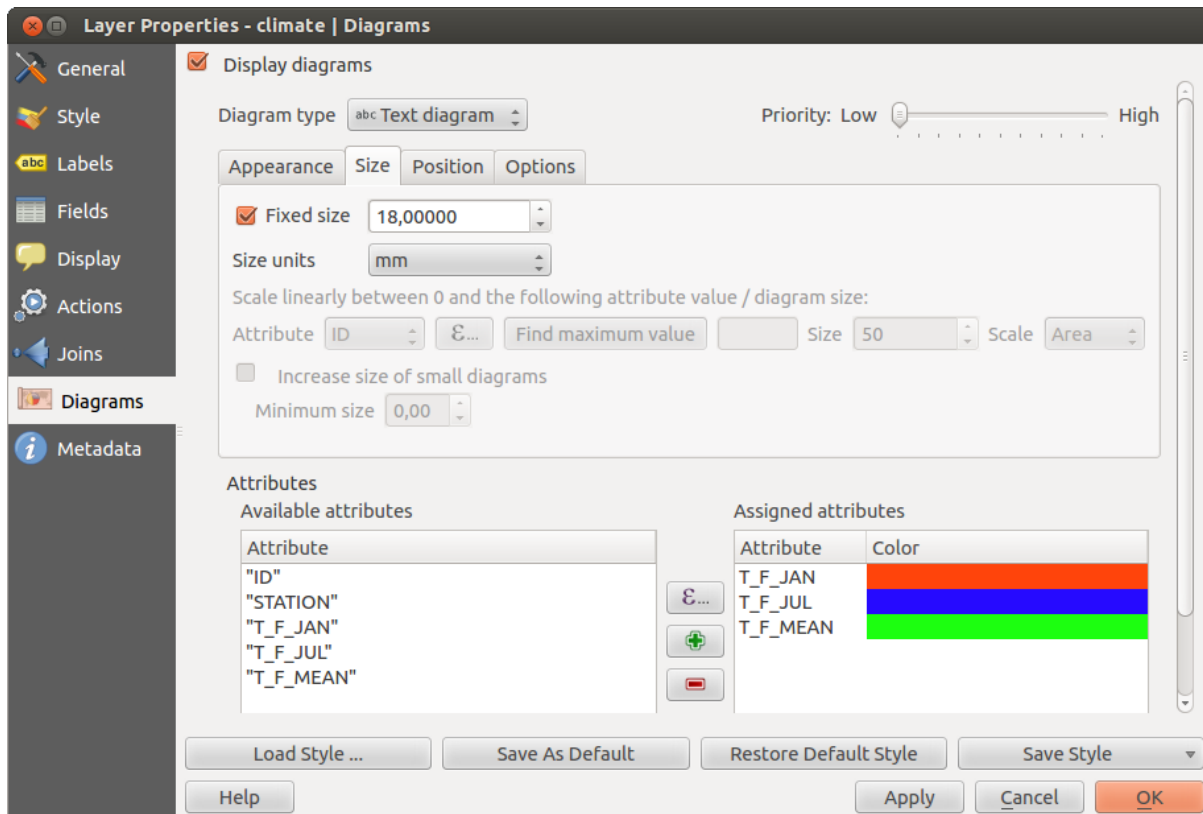 Layer Properties - climate | Diagrams
General
Style
abc Labels
Fields
Display
Actions
Joins
Diagrams
Metadata
Display diagrams
Diagram type abc Text diagram Priority: Low High
Appearance Size Position Options
Fixed size 18,00000
Size units mm
Scale linearly between 0 and the following attribute value / diagram size:
Attribute ID ε... Find maximum value Size 50 Scale Area
Increase size of small diagrams
Minimum size 0,00
Attributes
Available attributes
Attribute
"ID"
"STATION"
"T_F_JAN"
"T_F_JUL"
"T_F_MEAN"
ε...
Assigned attributes
Attribute Color
T_F_JAN
T_F_JUL
T_F_MEAN
Load Style ... Save As Default Restore Default Style Save Style
Help Apply Cancel OK